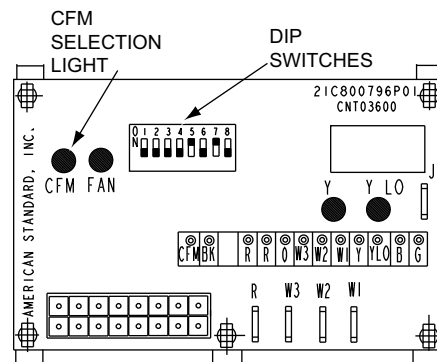 CFM
SELECTION
LIGHT
DIP
SWITCHES
21C800796P01
CNT03600
ON 1 2 3 4 5 6 7 8
CFM FAN
AMERICAN STANDARD, INC.
J
Y Y LO
CFM BK R R O W3 W2 W1 Y YLO B G
R W3 W2 W1